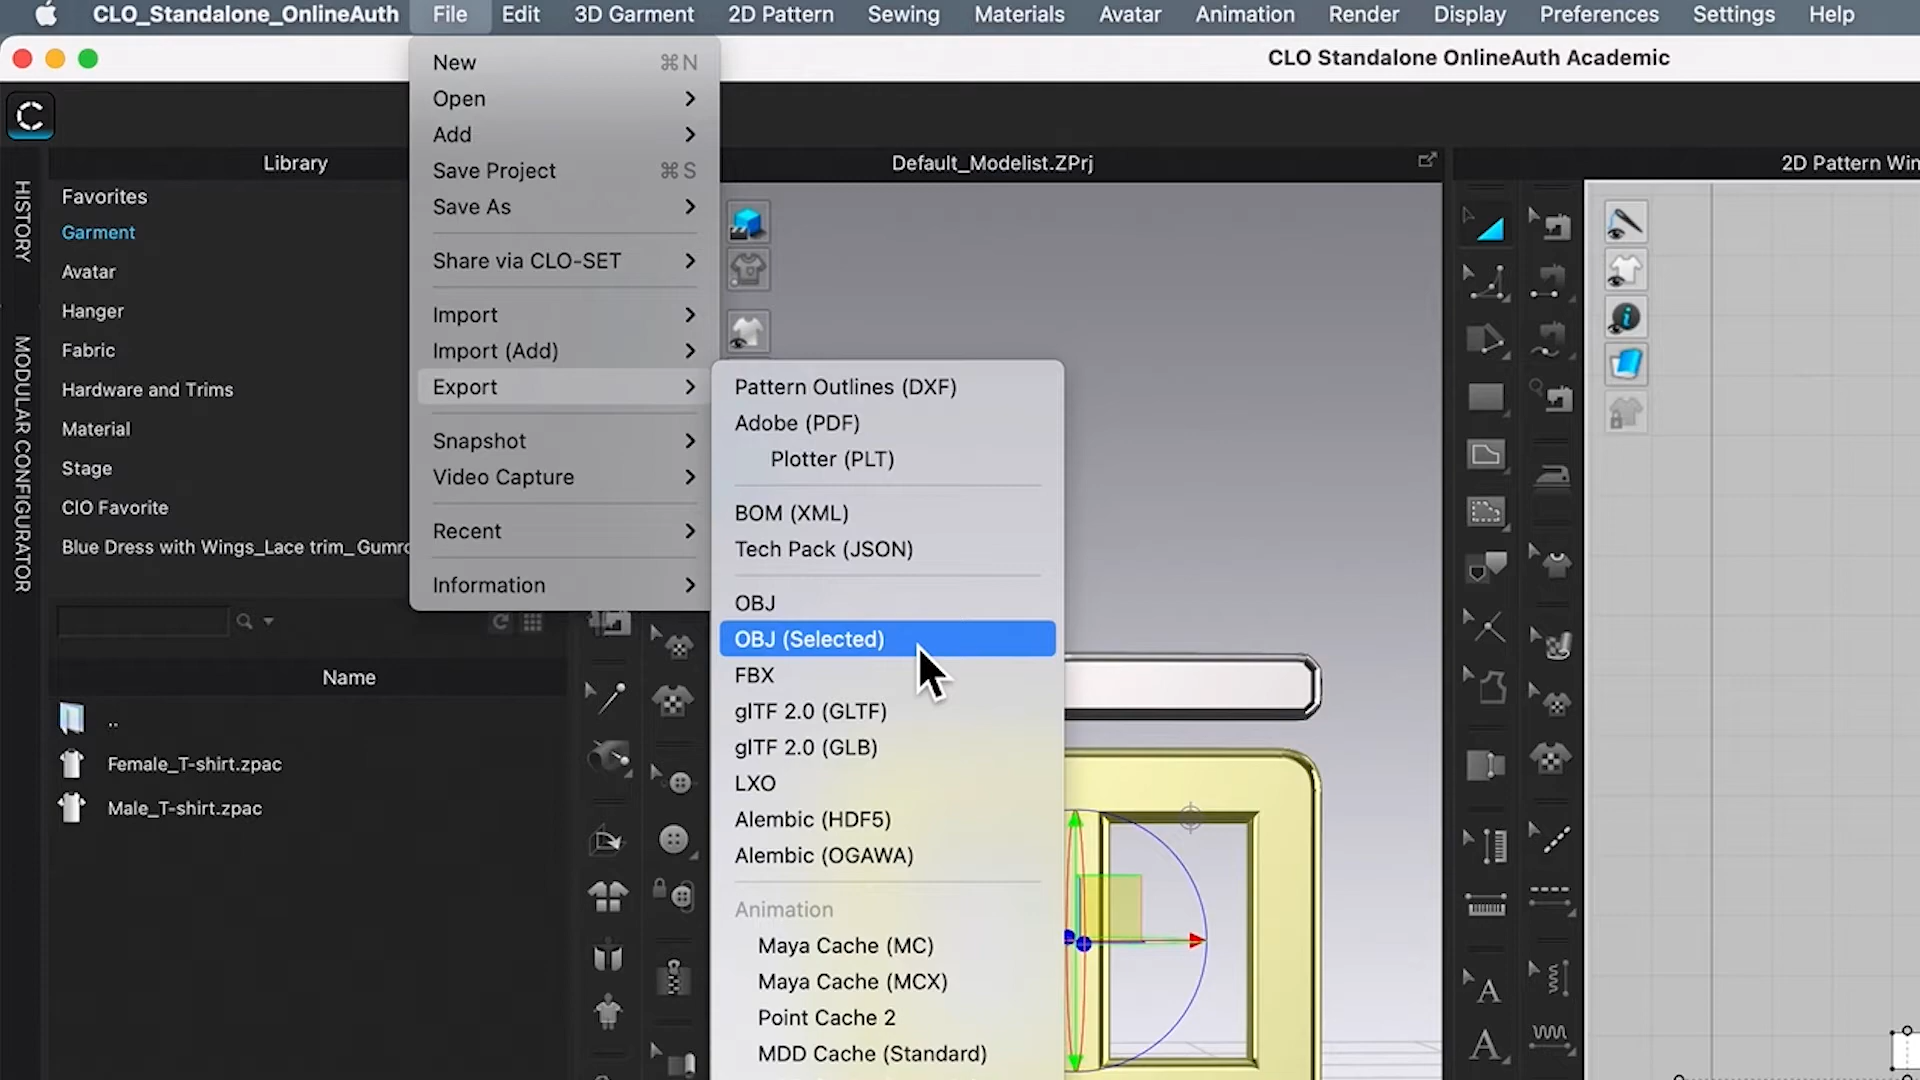 CLO_Standalone_OnlineAuth File Edit 3D Garment 2D Pattern Sewing Materials Avatar Animation Render Display Preferences Settings Help
CLO Standalone OnlineAuth Academic
New ⌘N
Open
Add
Save Project ⌘S
Save As
Share via CLO-SET
Import
Import (Add)
Export
Snapshot
Video Capture
Recent
Information
Pattern Outlines (DXF)
Adobe (PDF)
Plotter (PLT)
BOM (XML)
Tech Pack (JSON)
OBJ
OBJ (Selected)
FBX
glTF 2.0 (GLTF)
glTF 2.0 (GLB)
LXO
Alembic (HDF5)
Alembic (OGAWA)
Animation
Maya Cache (MC)
Maya Cache (MCX)
Point Cache 2
MDD Cache (Standard)
HISTORY
MODULAR CONFIGURATOR
Library
Favorites
Garment
Avatar
Hanger
Fabric
Hardware and Trims
Material
Stage
ClO Favorite
Blue Dress with Wings_Lace trim_Gumro
Name
..
Female_T-shirt.zpac
Male_T-shirt.zpac
Default_Modelist.ZPrj
2D Pattern Win
A
A